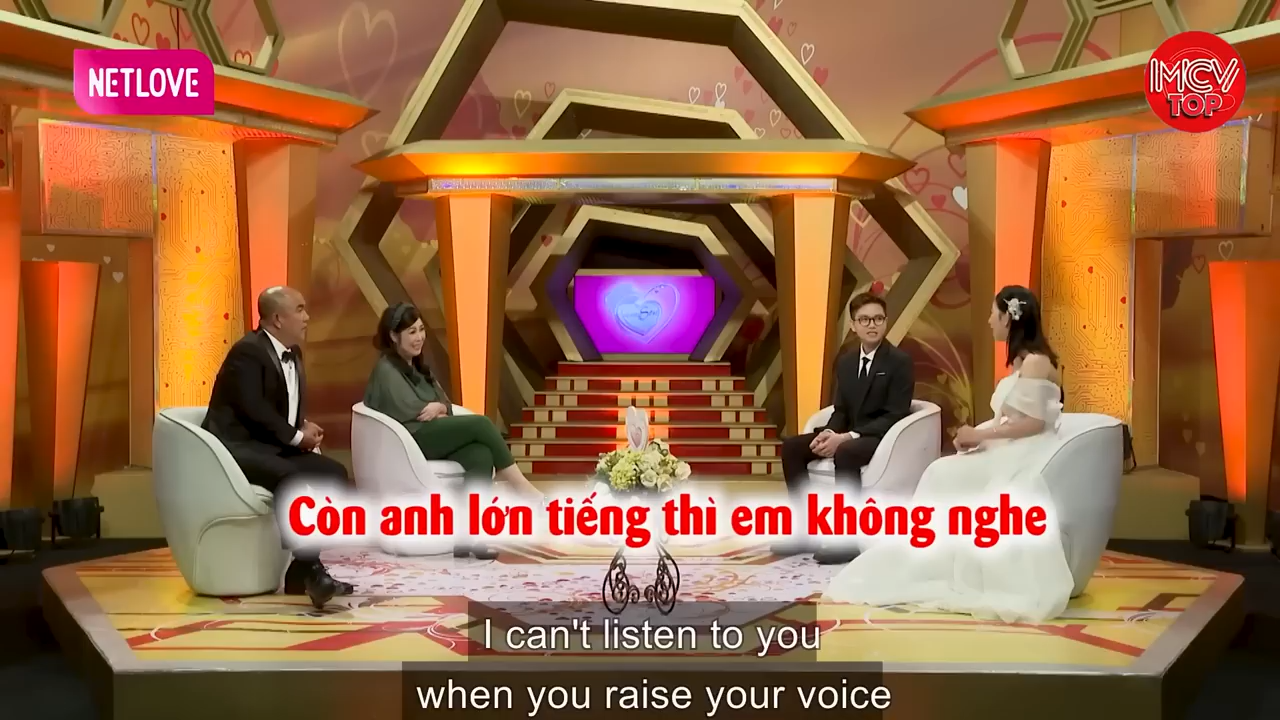 NETLOVE
MCV
TOP
Còn anh lớn tiếng thì em không nghe
I can't listen to you
when you raise your voice